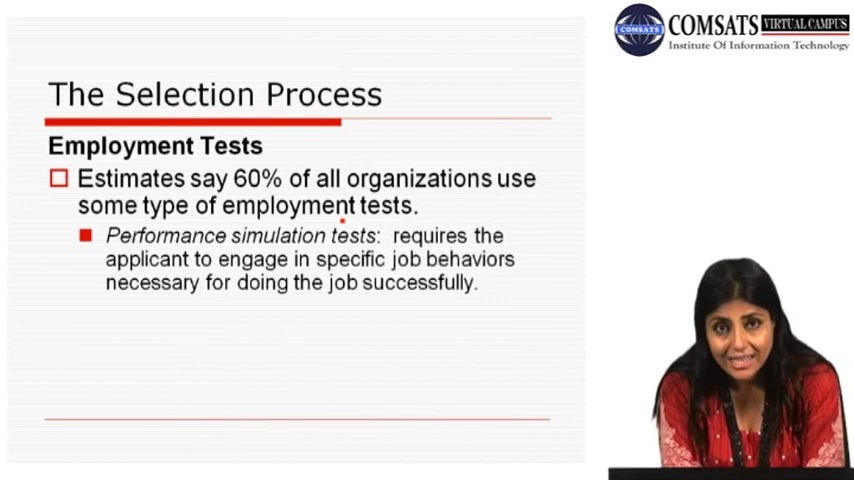 The Selection Process
Employment Tests
Estimates say 60% of all organizations use
some type of employment tests.
Performance simulation tests: requires the
applicant to engage in specific job behaviors
necessary for doing the job successfully.
COMSATS
COMSATS VIRTUAL CAMPUS
Institute Of Information Technology